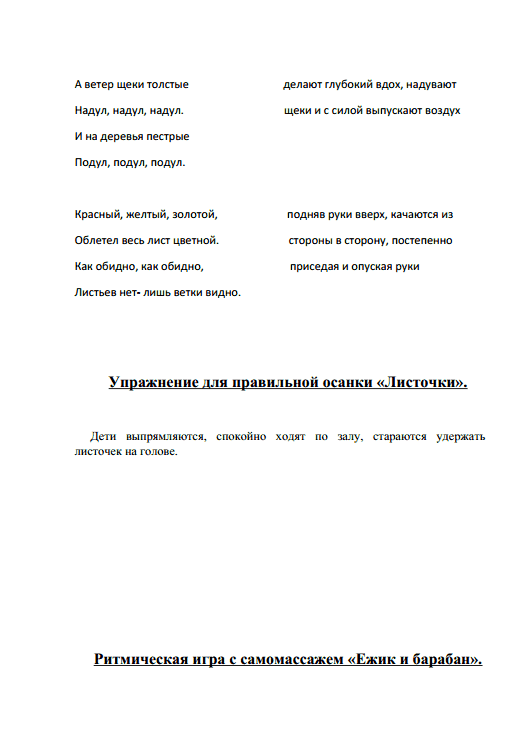 А ветер щеки толстые делают глубокий вдох, надувают
Надул, надул, надул. щеки и с силой выпускают воздух
И на деревья пестрые
Подул, подул, подул.
Красный, желтый, золотой, подняв руки вверх, качаются из
Облетел весь лист цветной. стороны в сторону, постепенно
Как обидно, как обидно, приседая и опуская руки
Листьев нет- лишь ветки видно.
Упражнение для правильной осанки «Листочки».
Дети выпрямляются, спокойно ходят по залу, стараются удержать
листочек на голове.
Ритмическая игра с самомассажем «Ежик и барабан».